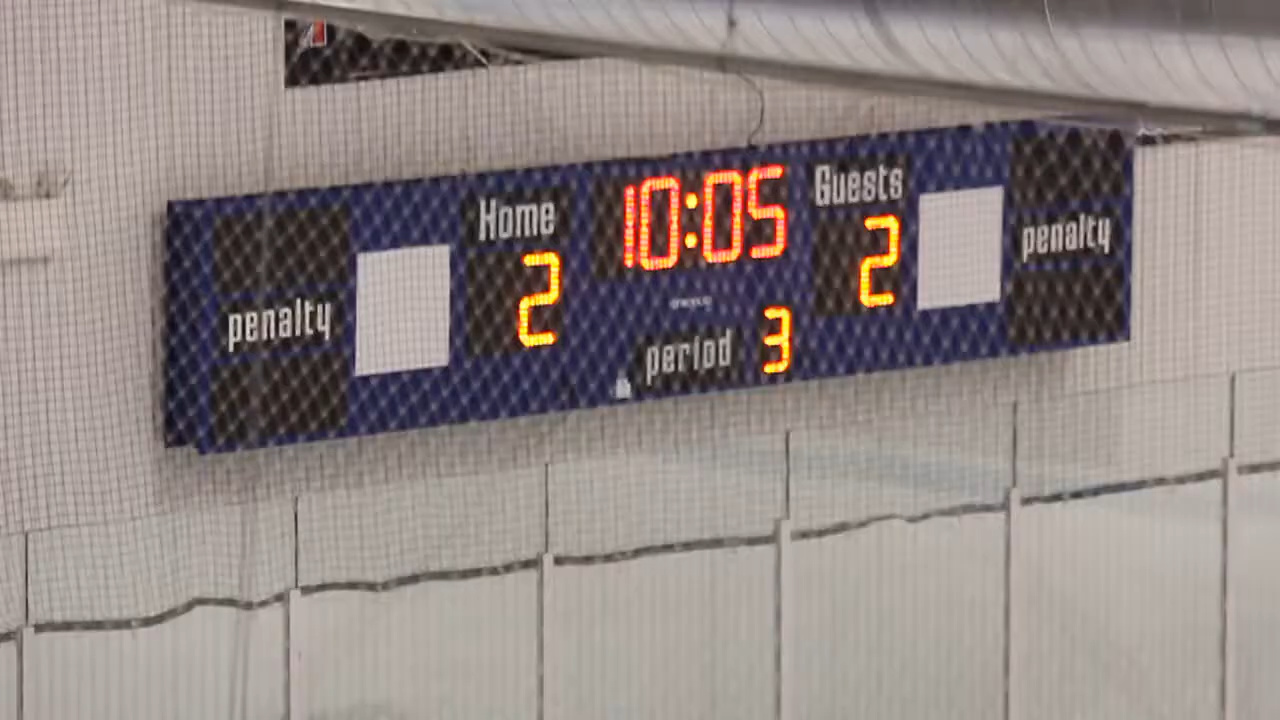 Home
10:05
Guests
penalty
2
2
penalty
period 3